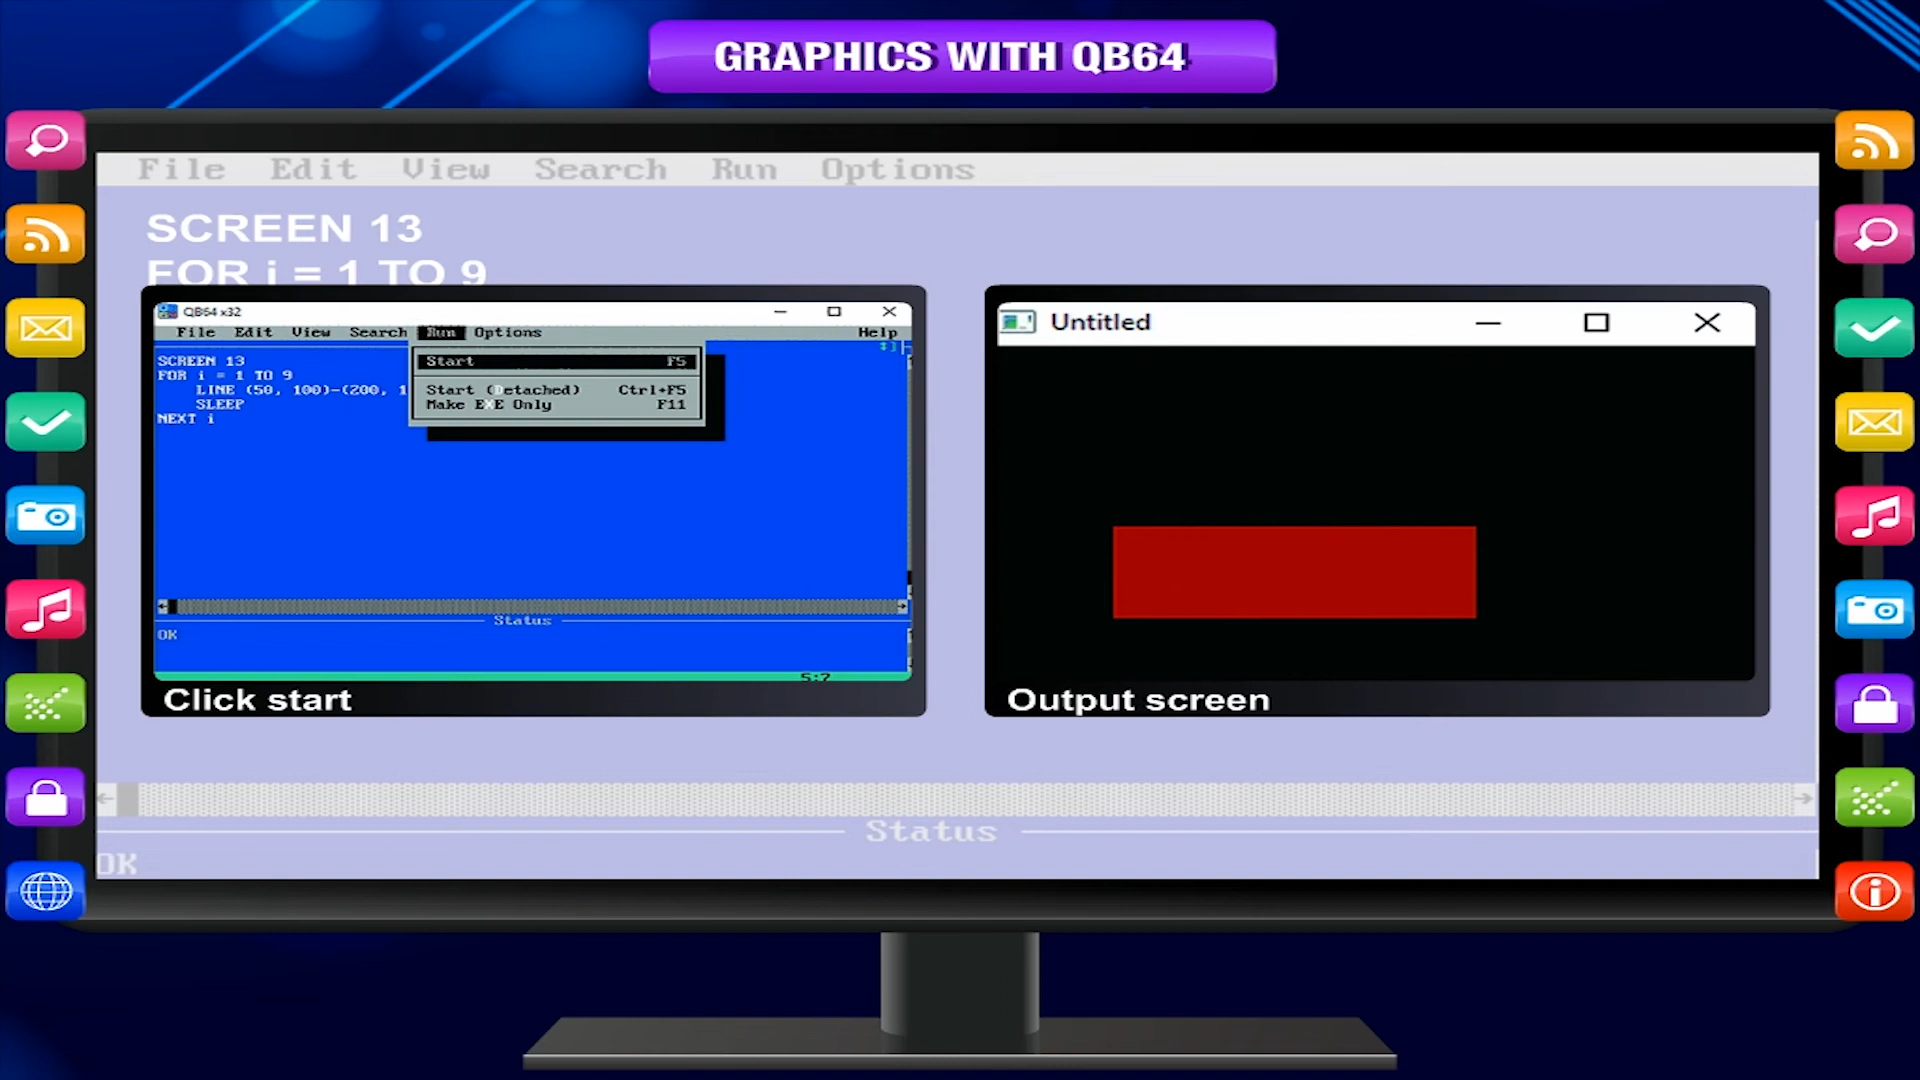 GRAPHICS WITH QB64
File Edit View Search Run Options
SCREEN 13
FOR i = 1 TO 9
QB64 x32
File Edit View Search Run Options Help
SCREEN 13
FOR i = 1 TO 9
LINE (50, 100)-(200, 1
SLEEP
NEXT i
Start F5
Start (Detached) Ctrl+F5
Make EXE Only F11
Status
OK
5:7
Click start
Untitled
Output screen
Status
OK